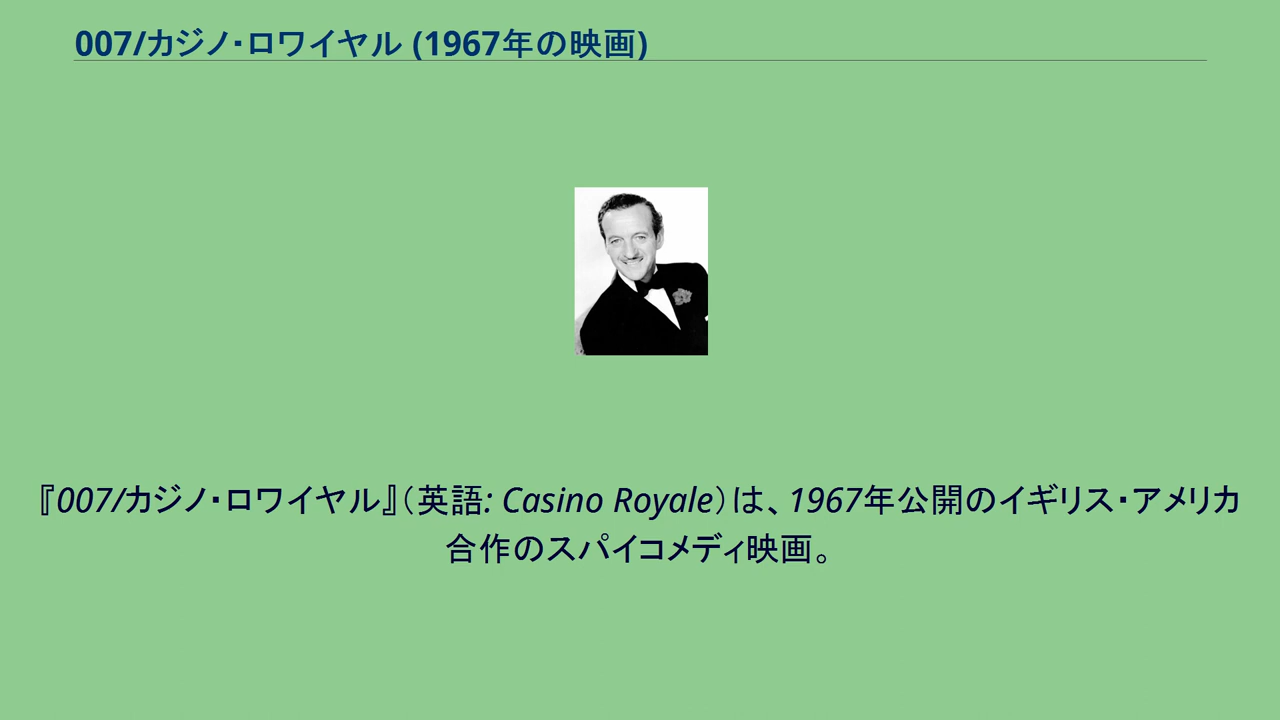 007/カジノ・ロワイヤル (1967年の映画)
『007/カジノ・ロワイヤル』（英語: Casino Royale）は、1967年公開のイギリス・アメリカ
合作のスパイコメディ映画。